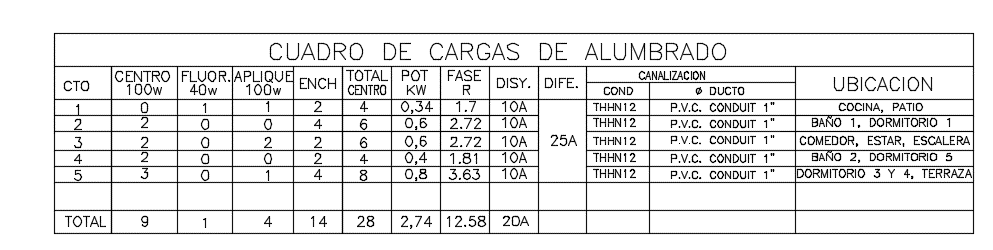 CUADRO DE CARGAS DE ALUMBRADO
CTO CENTRO 100w FLUOR. 40w APLIQUE 100w ENCH TOTAL CENTRO POT KW FASE R DISY. DIFE. CANALIZACION COND ø DUCTO UBICACION
1 0 1 1 2 4 0,34 1.7 10A THHN12 P.V.C. CONDUIT 1" COCINA, PATIO
2 2 0 0 4 6 0,6 2.72 10A THHN12 P.V.C. CONDUIT 1" BAÑO 1, DORMITORIO 1
3 2 0 2 2 6 0,6 2.72 10A 25A THHN12 P.V.C. CONDUIT 1" COMEDOR, ESTAR, ESCALERA
4 2 0 0 2 4 0,4 1.81 10A THHN12 P.V.C. CONDUIT 1" BAÑO 2, DORMITORIO 5
5 3 0 1 4 8 0,8 3.63 10A THHN12 P.V.C. CONDUIT 1" DORMITORIO 3 Y 4, TERRAZA
TOTAL 9 1 4 14 28 2,74 12.58 20A